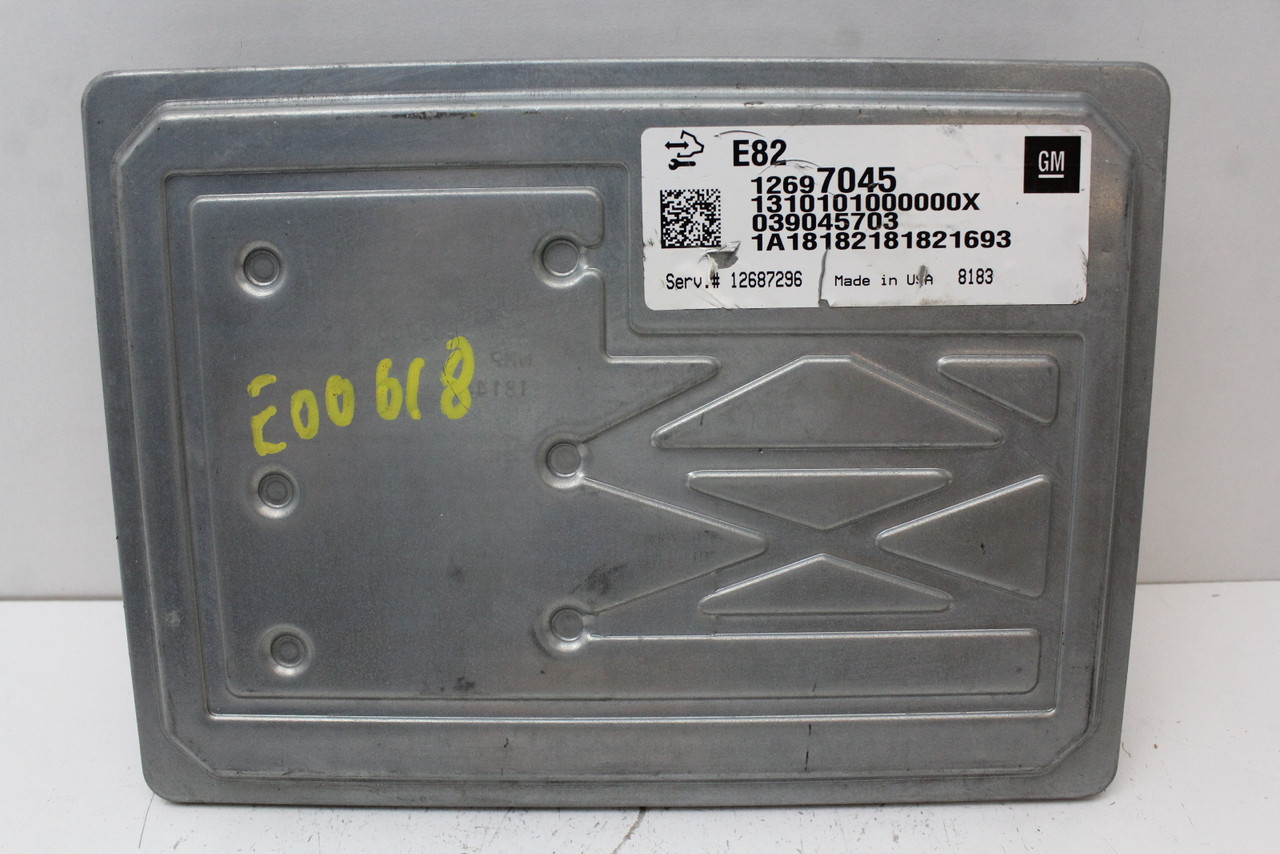 E82
GM
12697045
1310101000000X
039045703
1A18182181821693
Serv.# 12687296 Made in USA 8183
E00618